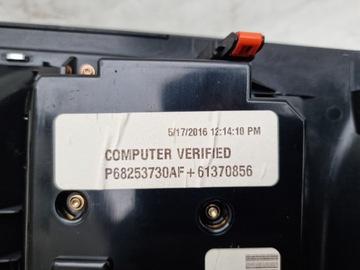 5/17/2016 12:14:10 PM
COMPUTER VERIFIED
P68253730AF+61370856